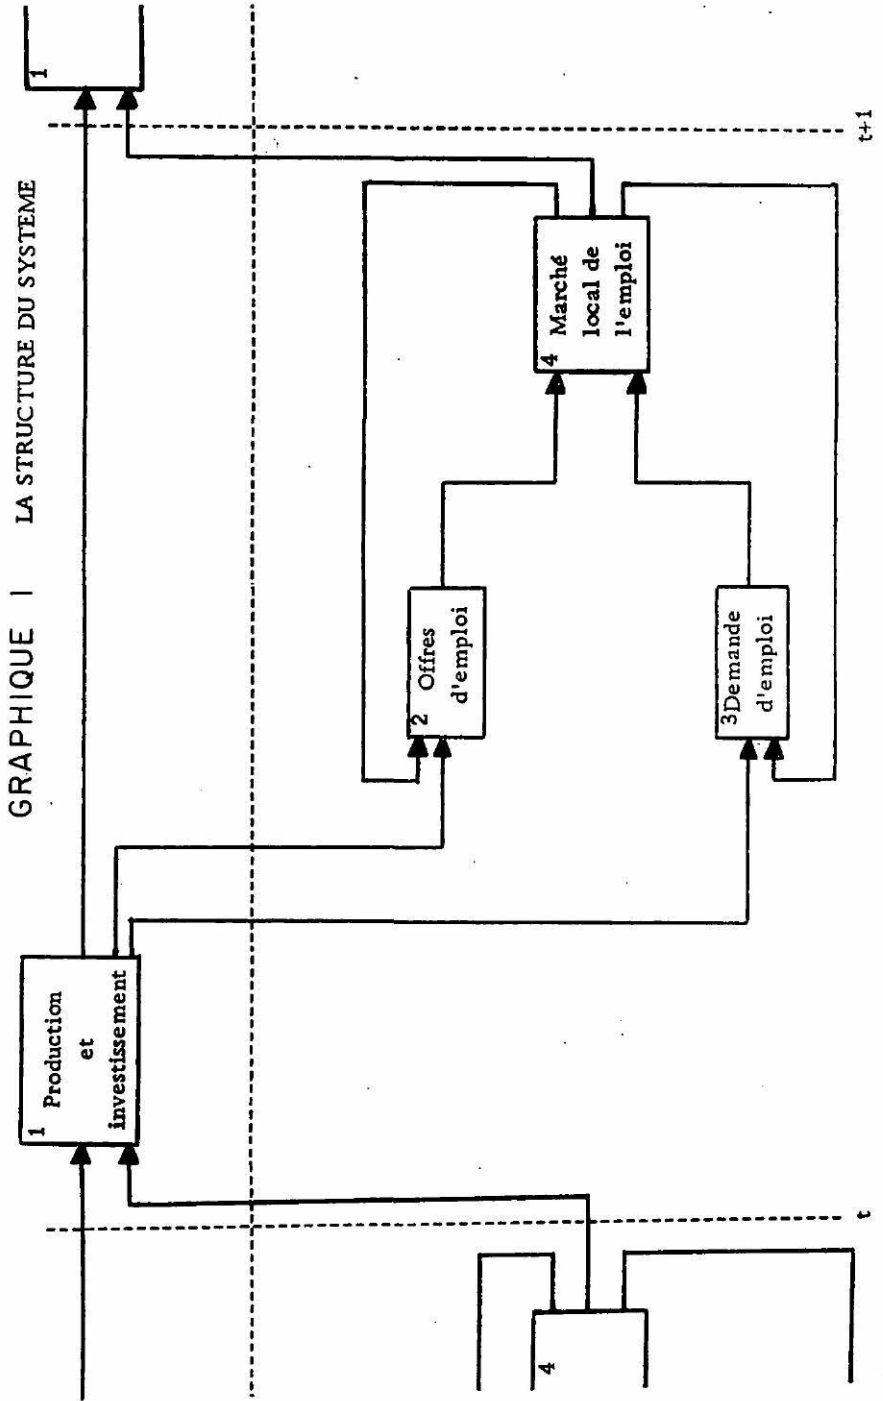 GRAPHIQUE I LA STRUCTURE DU SYSTEME
1
Production
et
investissement
1
2 Offres
d'emploi
3Demande
d'emploi
4 Marché
local de
l'emploi
4
t
t+1